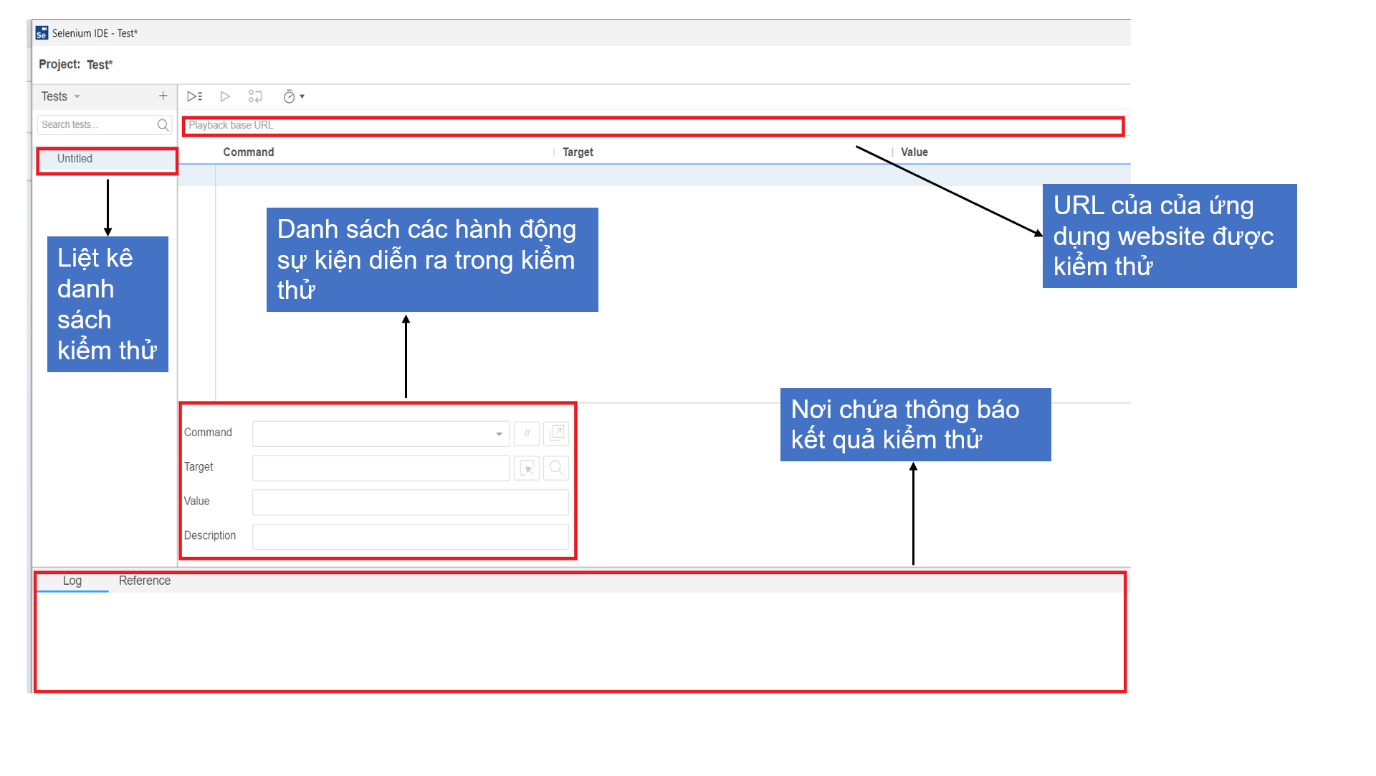 Selenium IDE - Test*
Project: Test*
Tests
Search tests...
Playback base URL
Untitled
Command
Target
Value
URL của của ứng
dụng website được
kiểm thử
Danh sách các hành động
sự kiện diễn ra trong kiểm
thử
Liệt kê
danh
sách
kiểm thử
Nơi chứa thông báo
kết quả kiểm thử
Command
//
Target
Value
Description
Log
Reference